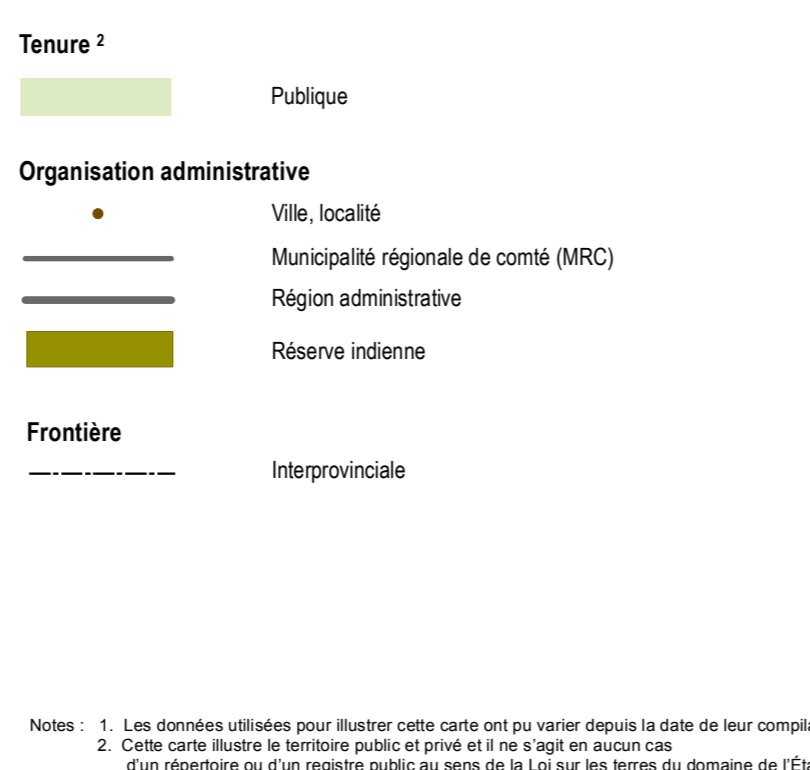 Tenure ²
Publique
Organisation administrative
Ville, localité
Municipalité régionale de comté (MRC)
Région administrative
Réserve indienne
Frontière
Interprovinciale
Notes : 1. Les données utilisées pour illustrer cette carte ont pu varier depuis la date de leur
2. Cette carte illustre le territoire public et privé et il ne s'agit en aucun cas
d'un répertoire ou d'un registre public au sens de la Loi sur les terres du domaine de